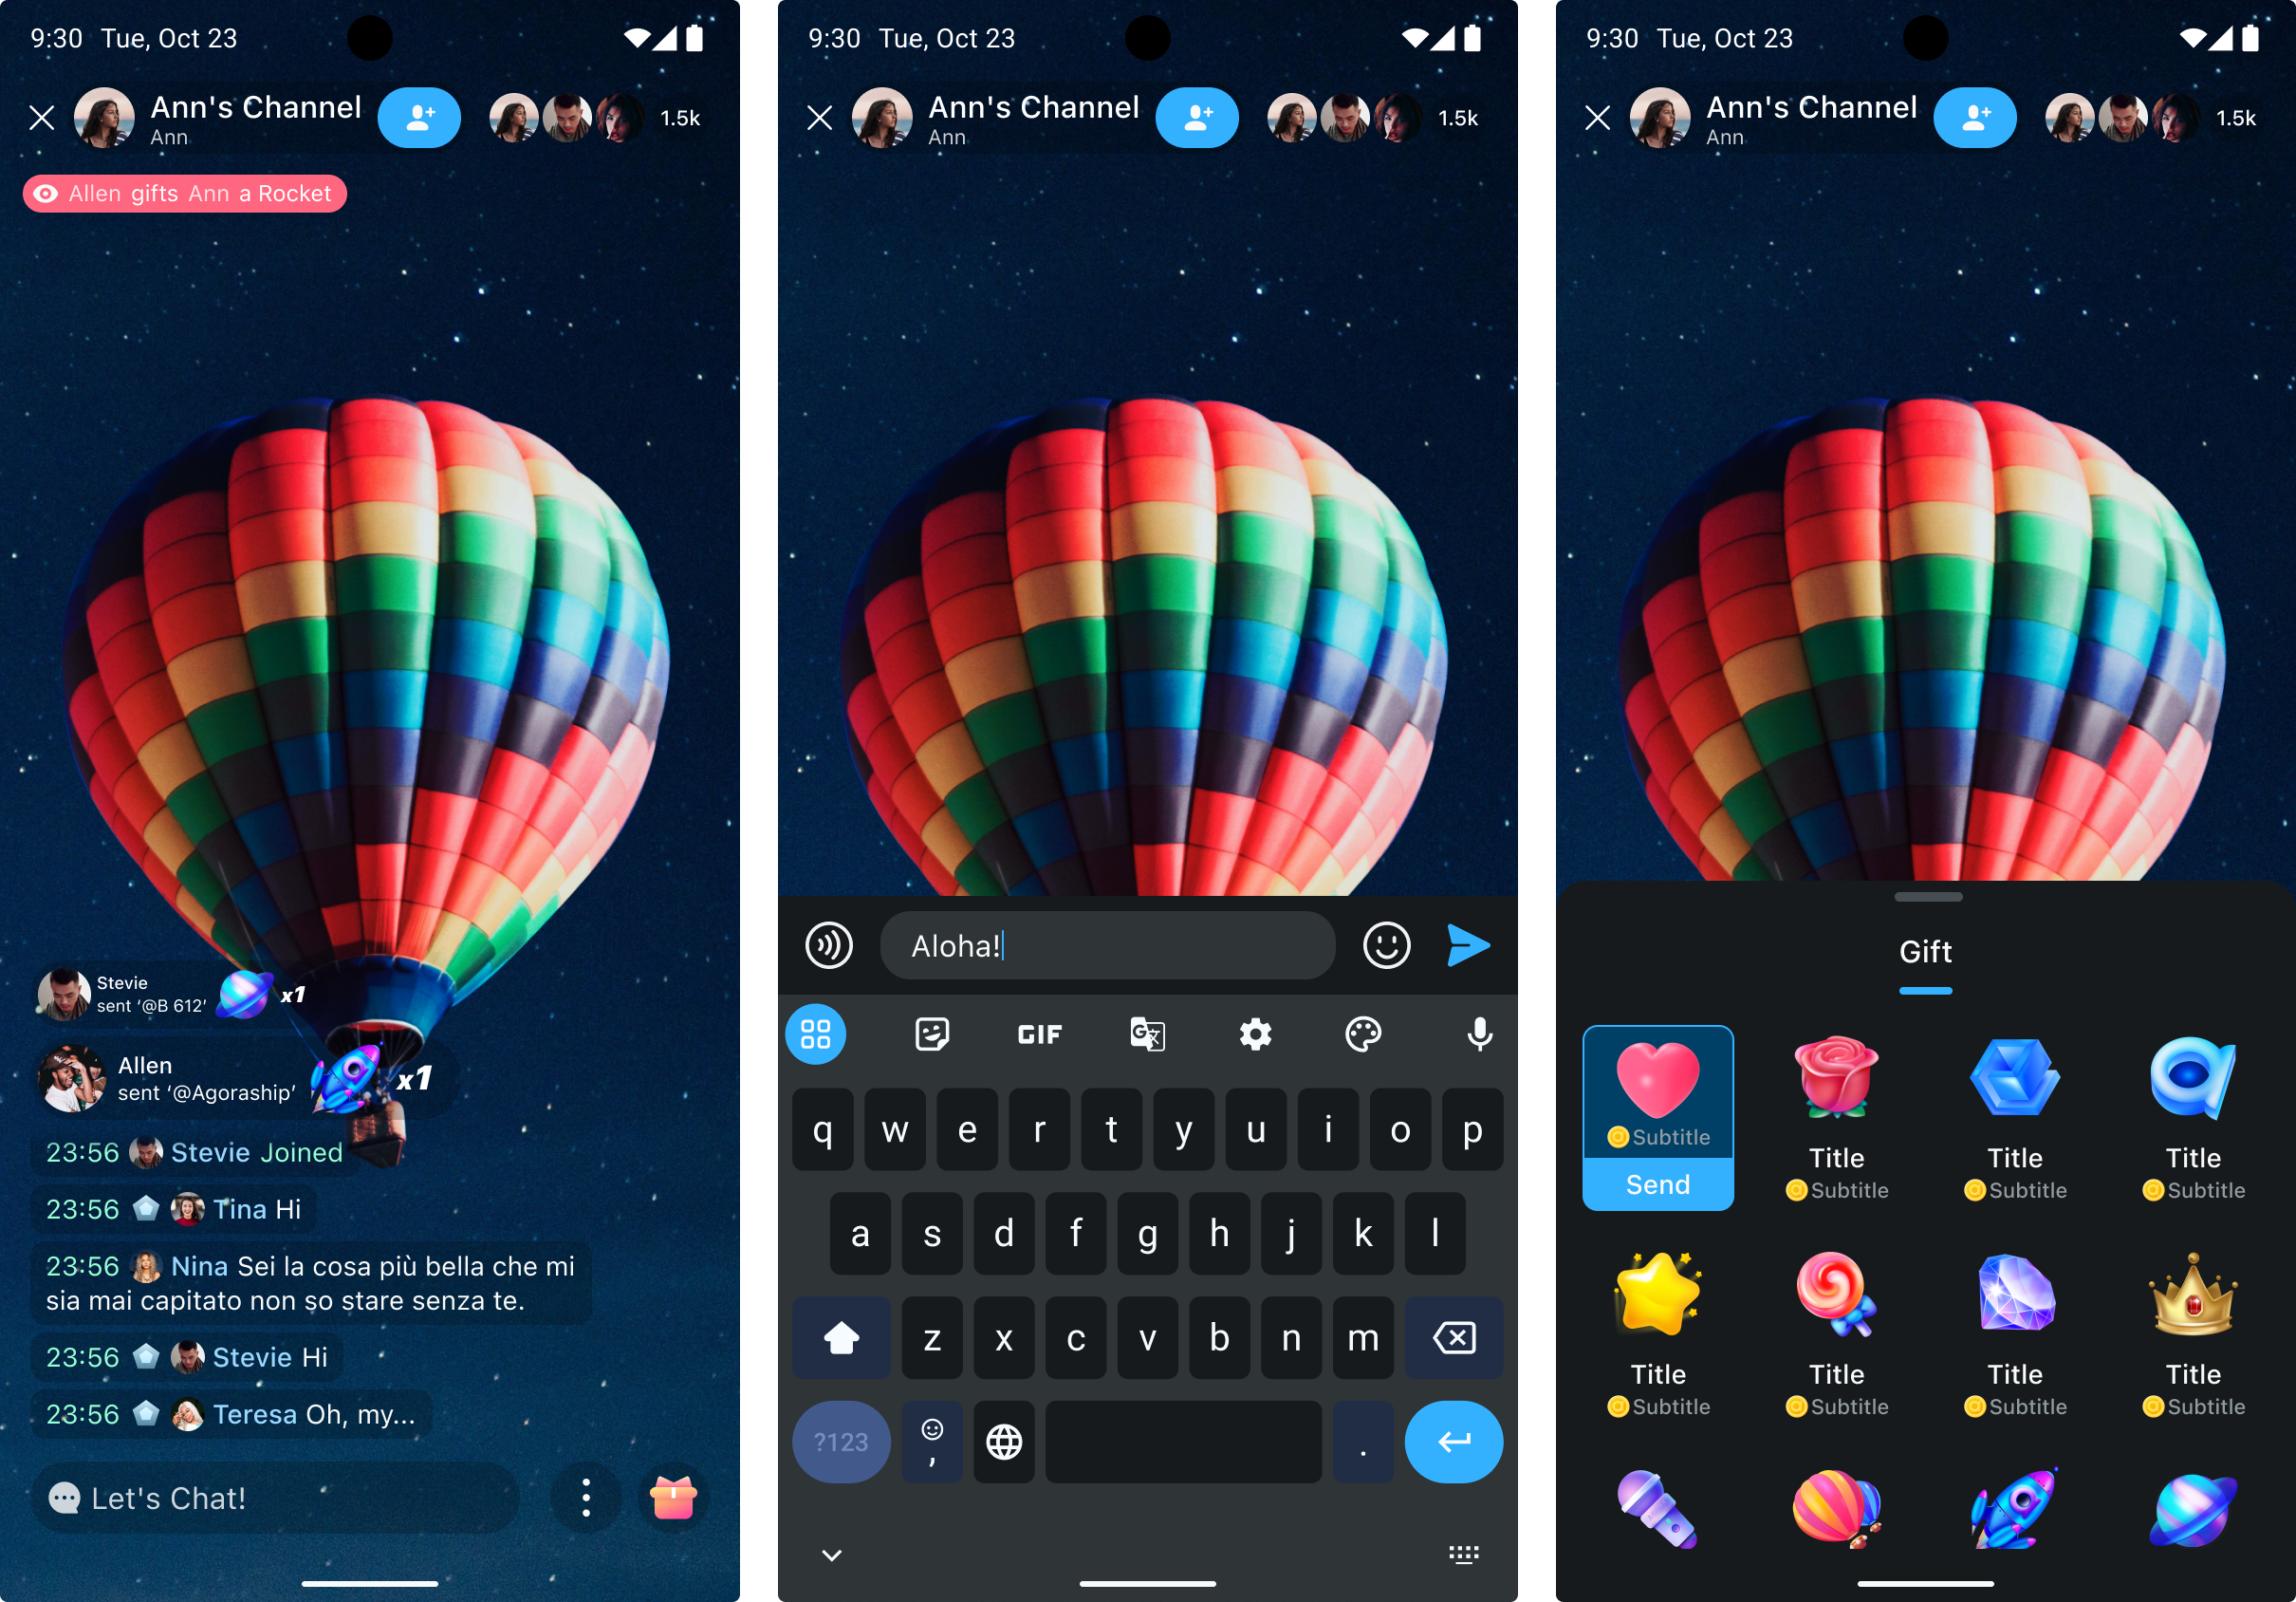 9:30 Tue, Oct 23
Ann's Channel
Ann
1.5k
Allen gifts Ann a Rocket
Stevie
sent ‘@B 612’
x1
Allen
sent ‘@Agoraship’
x1
23:56 Stevie Joined
23:56 Tina Hi
23:56 Nina Sei la cosa più bella che mi
sia mai capitato non so stare senza te.
23:56 Stevie Hi
23:56 Teresa Oh, my...
Let's Chat!
9:30 Tue, Oct 23
Ann's Channel
Ann
1.5k
Aloha!
GIF
G 文
q w e r t y u i o p
a s d f g h j k l
z x c v b n m
?123 , .
9:30 Tue, Oct 23
Ann's Channel
Ann
1.5k
Gift
Subtitle
Send
Title Title Title
Subtitle Subtitle Subtitle
Title Title Title Title
Subtitle Subtitle Subtitle Subtitle